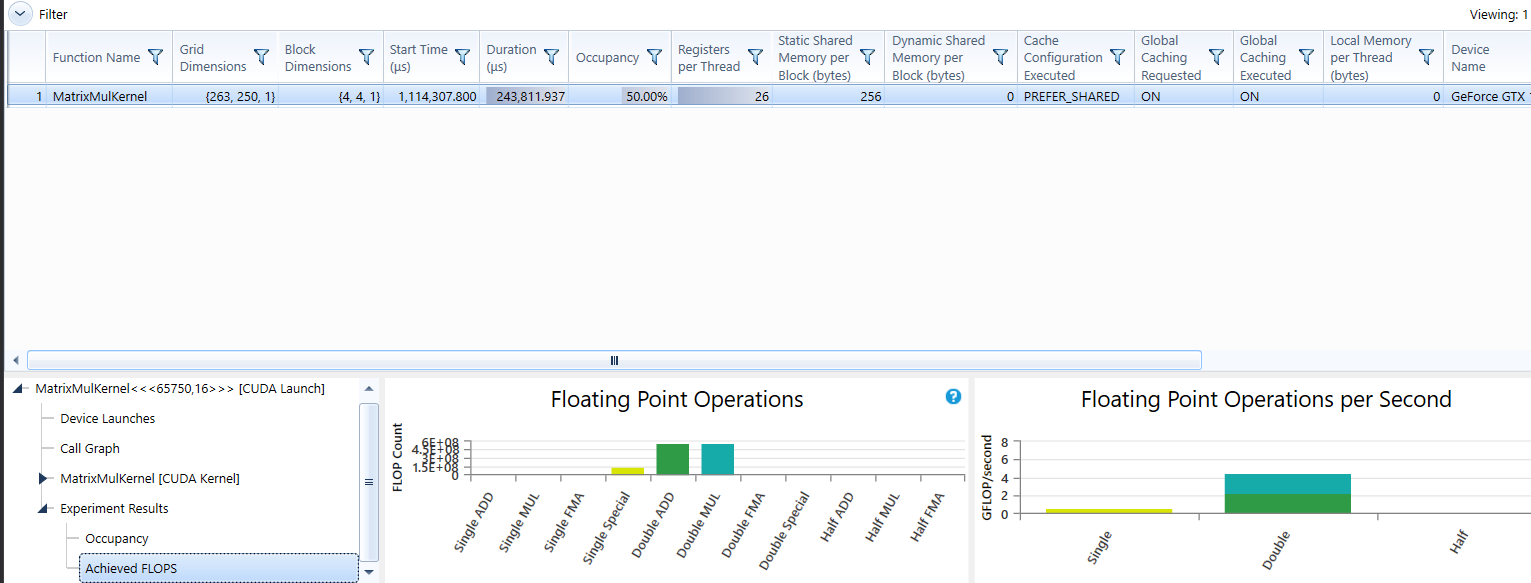 Filter
Viewing: 1
Function Name
Grid Dimensions
Block Dimensions
Start Time (µs)
Duration (µs)
Occupancy
Registers per Thread
Static Shared Memory per Block (bytes)
Dynamic Shared Memory per Block (bytes)
Cache Configuration Executed
Global Caching Requested
Global Caching Executed
Local Memory per Thread (bytes)
Device Name
1 MatrixMulKernel {263, 250, 1} {4, 4, 1} 1,114,307.800 243,811.937 50.00% 26 256 0 PREFER_SHARED ON ON 0 GeForce GTX
MatrixMulKernel<<<65750,16>>> [CUDA Launch]
Device Launches
Call Graph
MatrixMulKernel [CUDA Kernel]
Experiment Results
Occupancy
Achieved FLOPS
Floating Point Operations
?
FLOP Count
6E+08
4.5E+08
3E+08
1.5E+08
0
Single ADD
Single MUL
Single FMA
Single Special
Double ADD
Double MUL
Double FMA
Double Special
Half ADD
Half MUL
Half FMA
Floating Point Operations per Second
GFLOP/second
8
6
4
2
0
Single
Double
Half